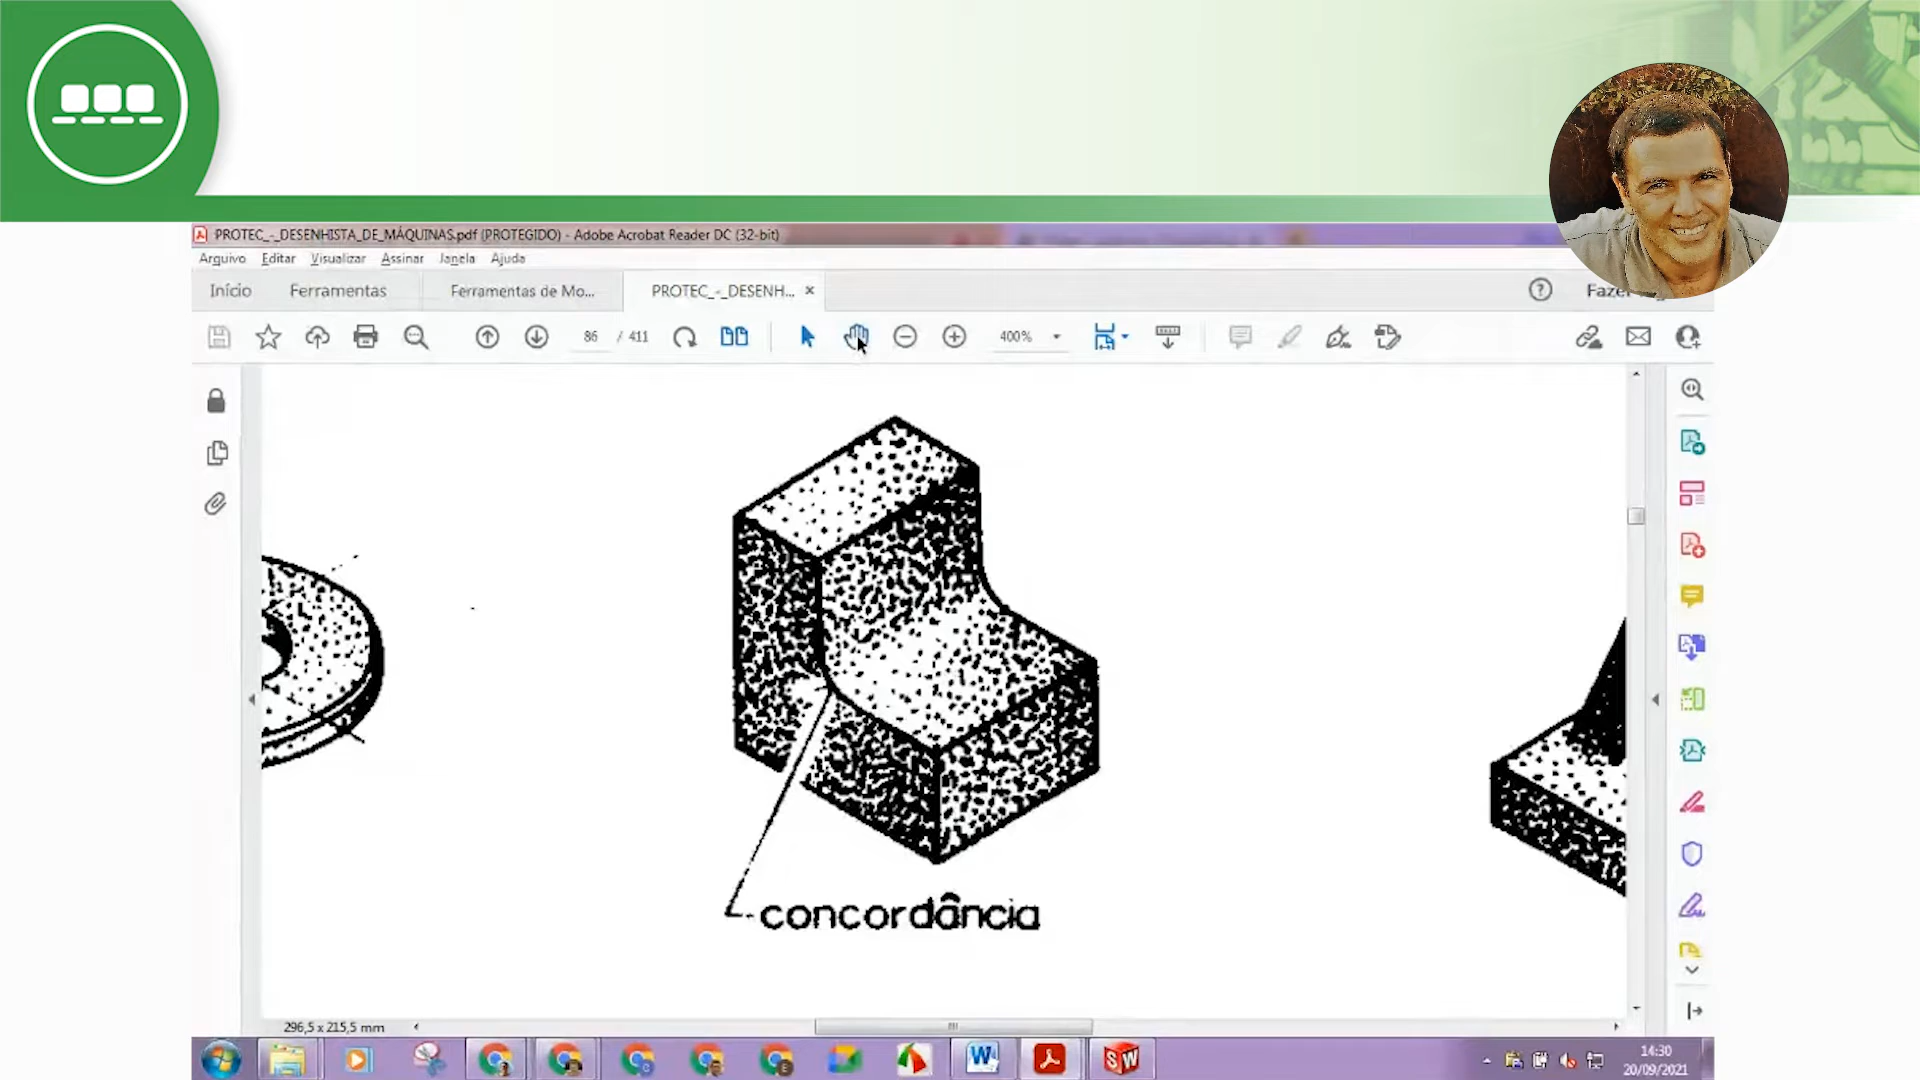 PROTEC_-_DESENHISTA_DE_MÁQUINAS.pdf (PROTEGIDO) - Adobe Acrobat Reader DC (32-bit)
Arquivo Editar Visualizar Assinar Janela Ajuda
Início Ferramentas Ferramentas de Mo... PROTEC_-_DESENH... × ?
86 / 411 400%
concordância
296,5 x 215,5 mm
14:30
20/09/2021